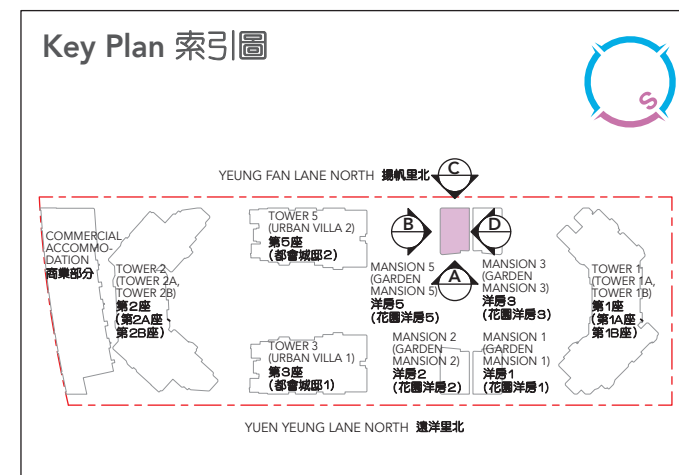 Key Plan 索引圖
S
YEUNG FAN LANE NORTH 揚帆里北
C
B
D
A
COMMERCIAL
ACCOMMO-
DATION
商業部分
TOWER 2
(TOWER 2A,
TOWER 2B)
第2座
(第2A座、
第2B座)
TOWER 5
(URBAN VILLA 2)
第5座
(都會城邸2)
MANSION 5
(GARDEN
MANSION 5)
洋房5
(花園洋房5)
MANSION 3
(GARDEN
MANSION 3)
洋房3
(花園洋房3)
TOWER 1
(TOWER 1A,
TOWER 1B)
第1座
(第1A座、
第1B座)
TOWER 3
(URBAN VILLA 1)
第3座
(都會城邸1)
MANSION 2
(GARDEN
MANSION 2)
洋房2
(花園洋房2)
MANSION 1
(GARDEN
MANSION 1)
洋房1
(花園洋房1)
YUEN YEUNG LANE NORTH 遠洋里北